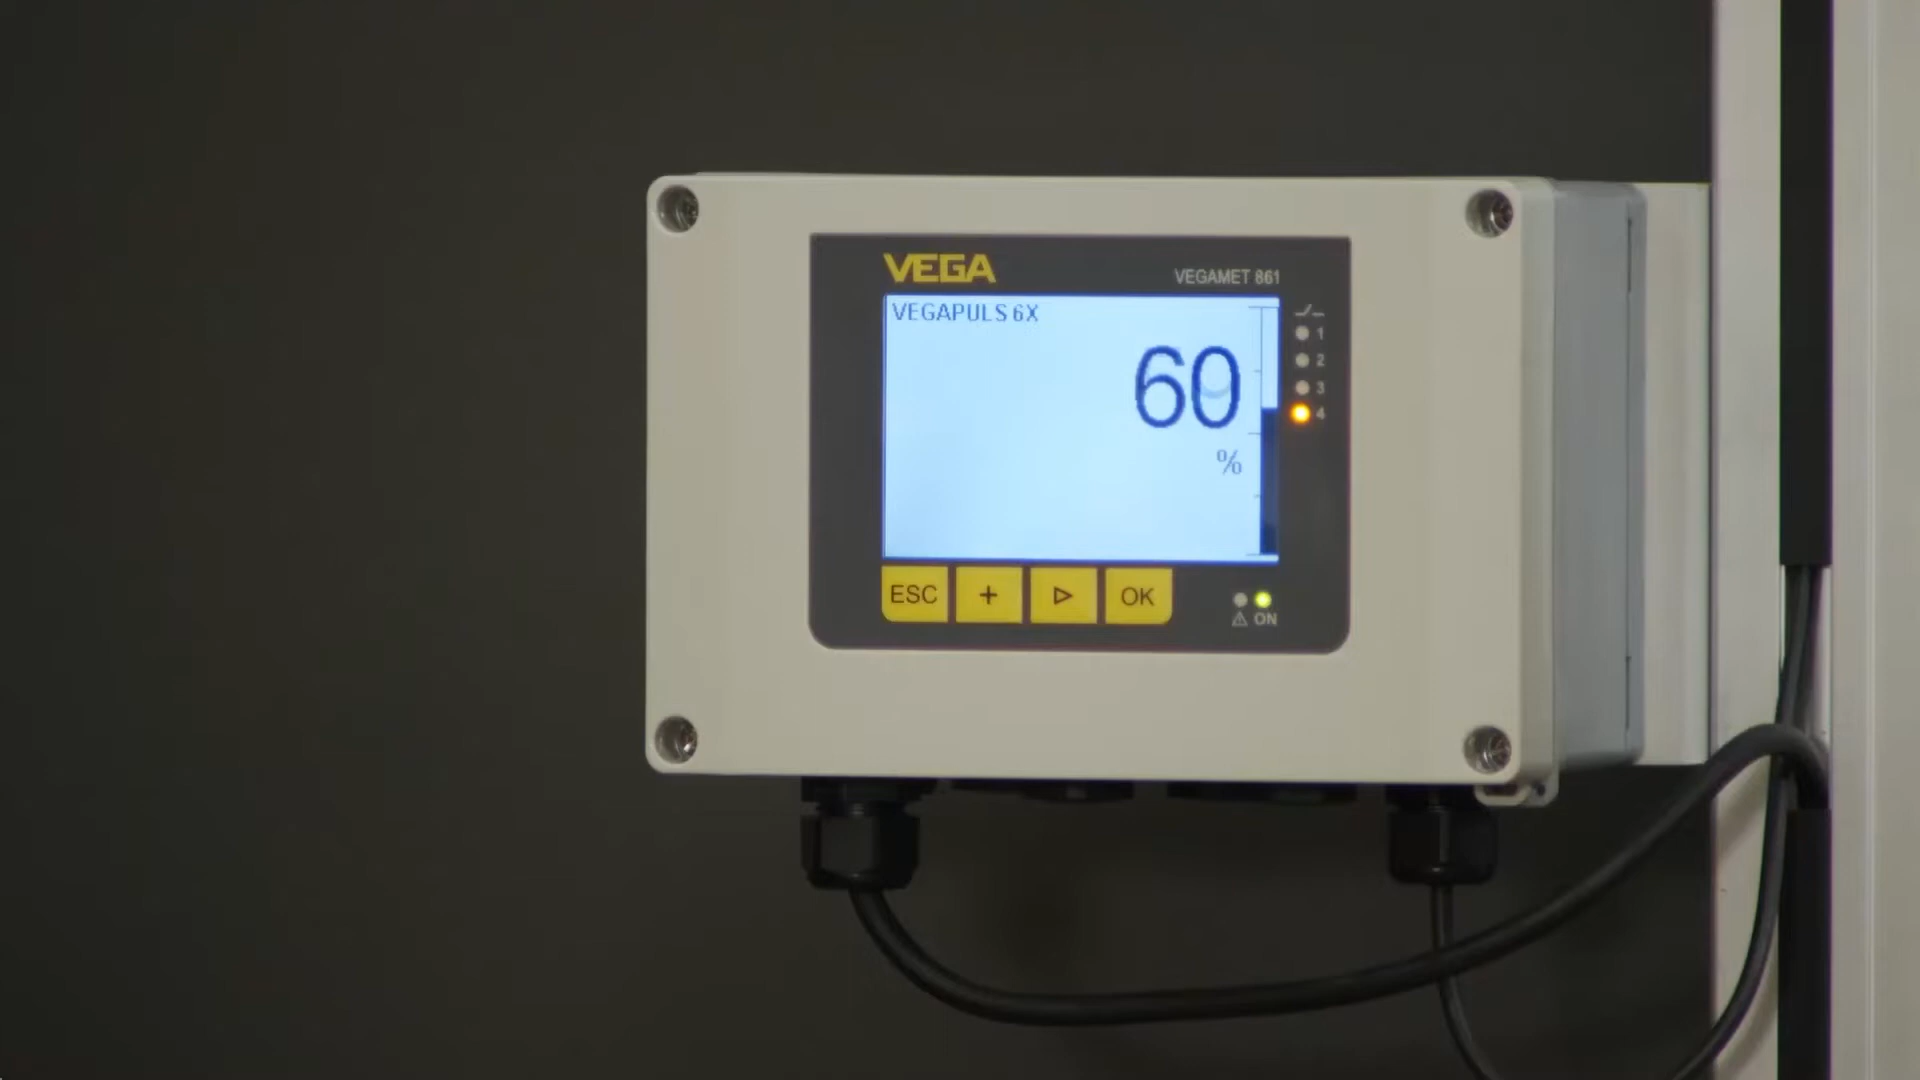 VEGA
VEGAMET 861
VEGAPULS 6X
60
%
1
2
3
4
ESC + ▷ OK
⚠ ON